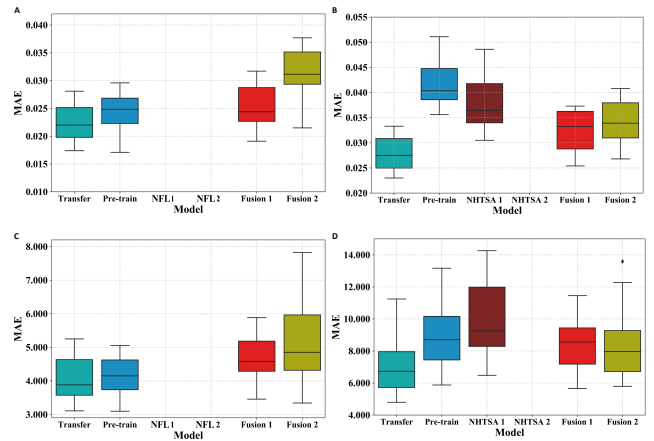 A
B
MAE
0.040
0.035
0.030
0.025
0.020
0.015
0.010
Transfer Pre-train NFL 1 NFL 2 Fusion 1 Fusion 2
Model
MAE
0.055
0.050
0.045
0.040
0.035
0.030
0.025
0.020
Transfer Pre-train NHTSA 1 NHTSA 2 Fusion 1 Fusion 2
Model
C
D
MAE
8.000
7.000
6.000
5.000
4.000
3.000
Transfer Pre-train NFL 1 NFL 2 Fusion 1 Fusion 2
Model
MAE
14.000
12.000
10.000
8.000
6.000
4.000
Transfer Pre-train NHTSA 1 NHTSA 2 Fusion 1 Fusion 2
Model